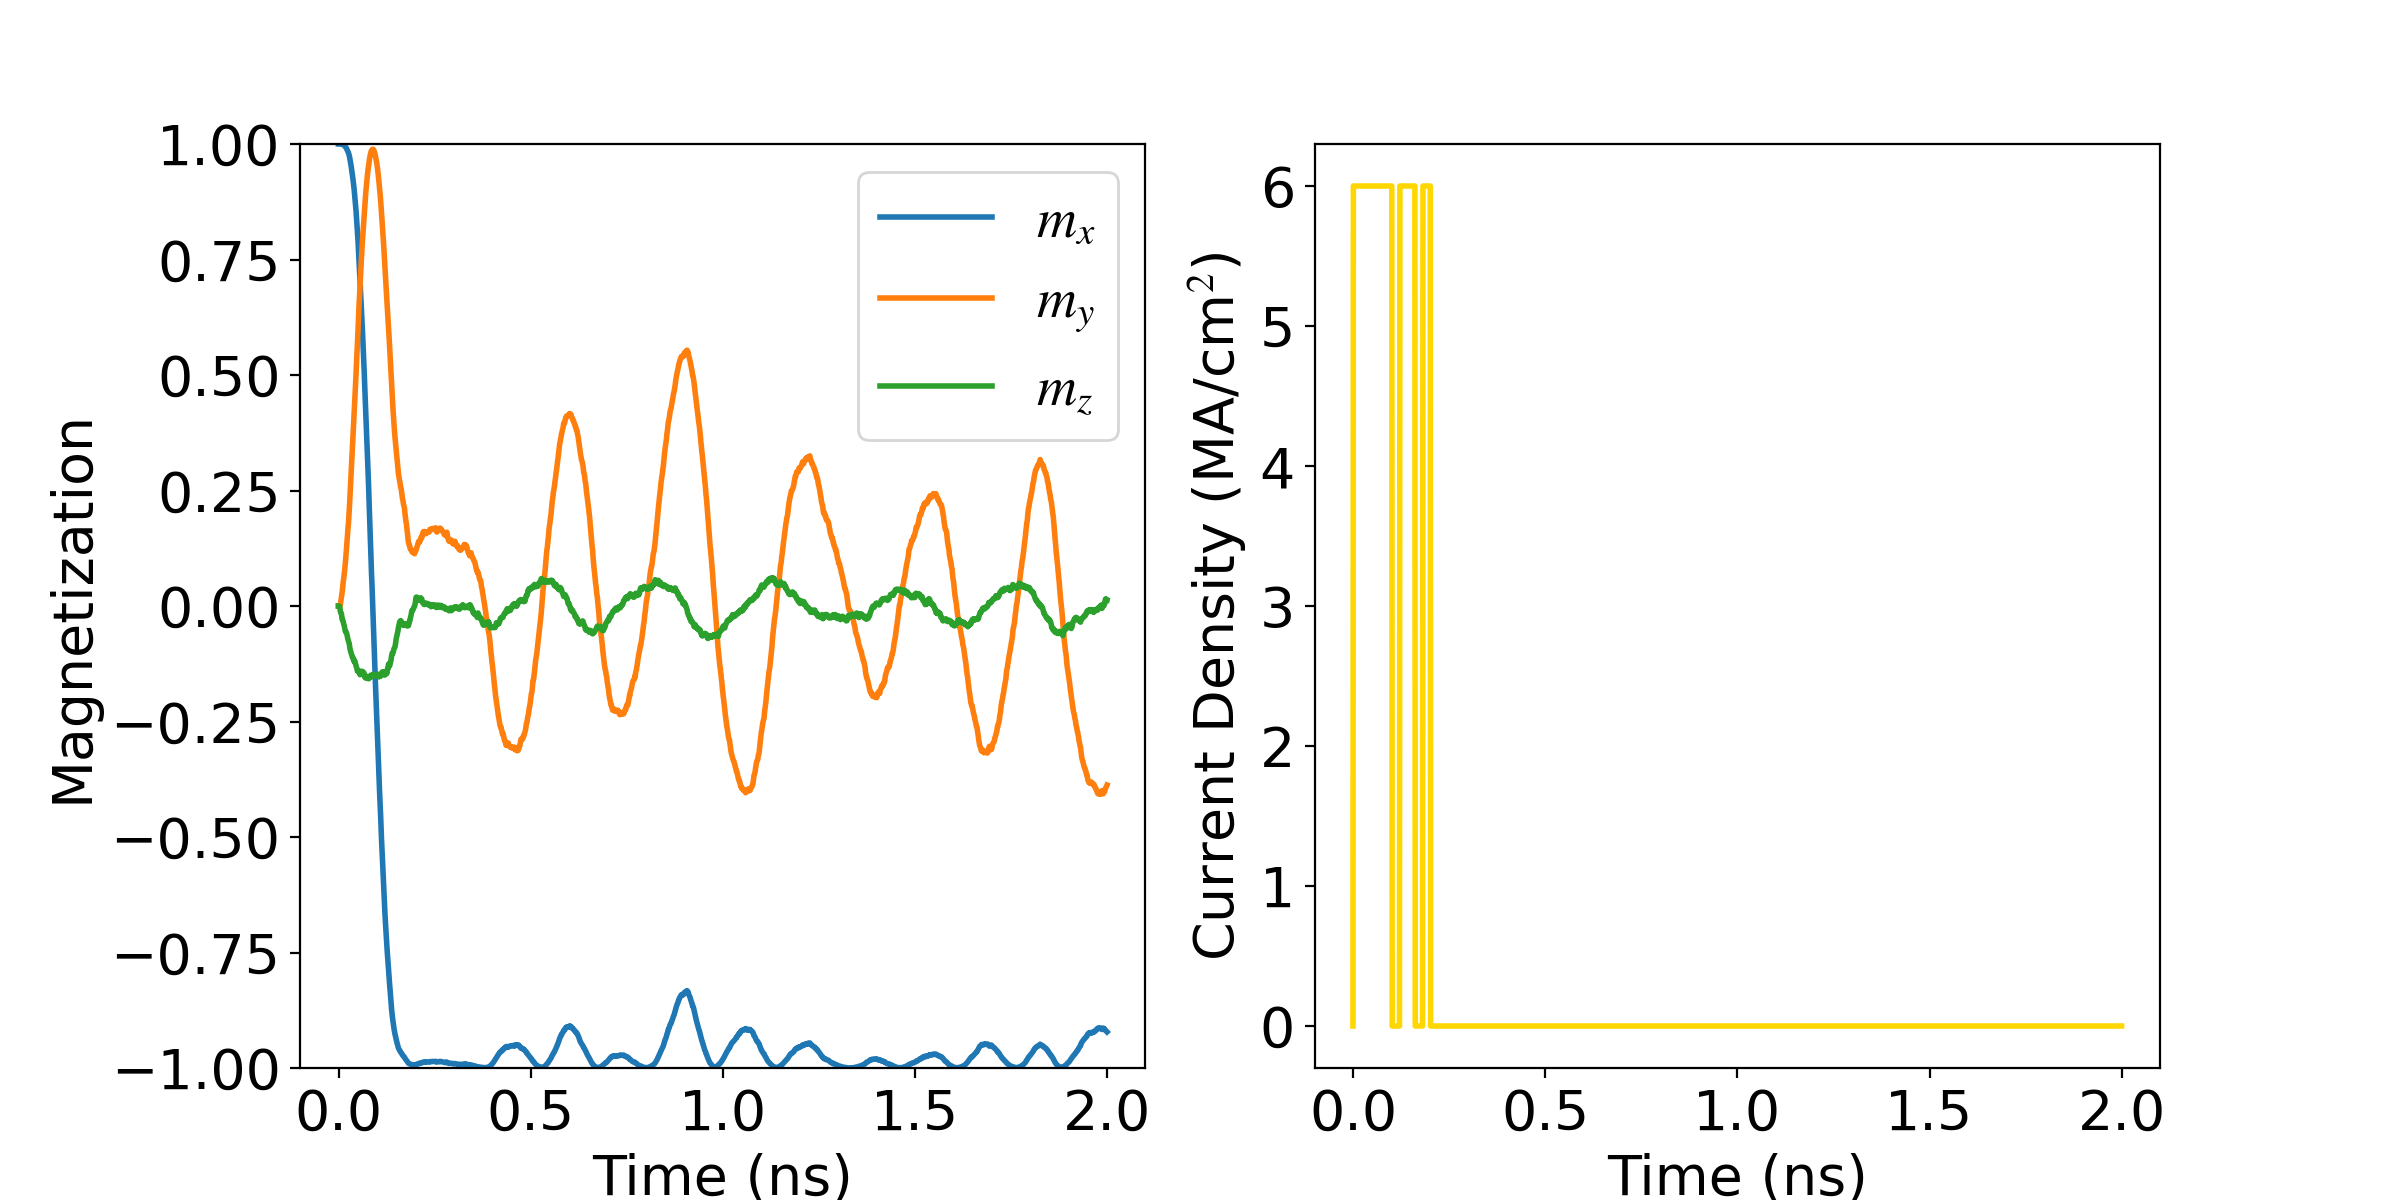 Magnetization
1.00
0.75
0.50
0.25
0.00
−0.25
−0.50
−0.75
−1.00
0.0 0.5 1.0 1.5 2.0
Time (ns)
m_x
m_y
m_z
Current Density (MA/cm²)
6
5
4
3
2
1
0
0.0 0.5 1.0 1.5 2.0
Time (ns)